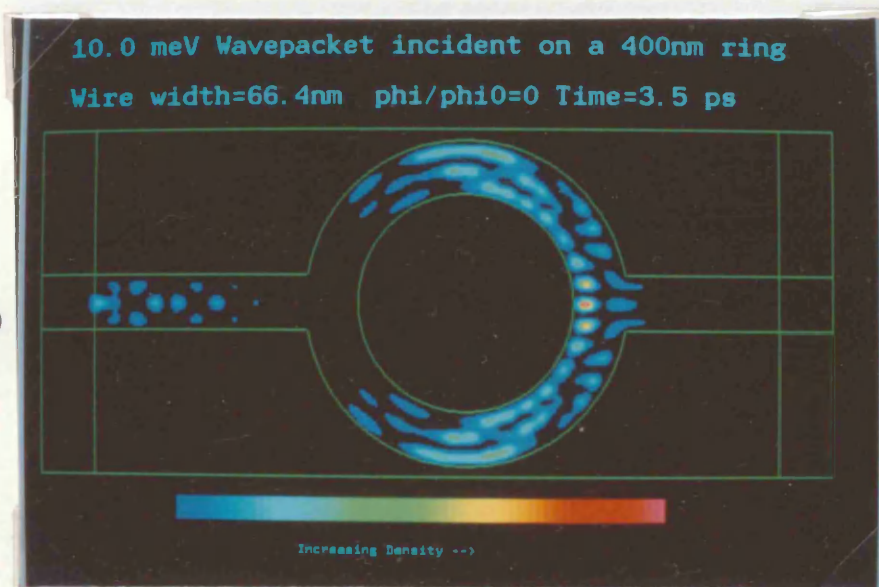 10.0 meV Wavepacket incident on a 400nm ring
Wire width=66.4nm phi/phi0=0 Time=3.5 ps
Increasing Density -->